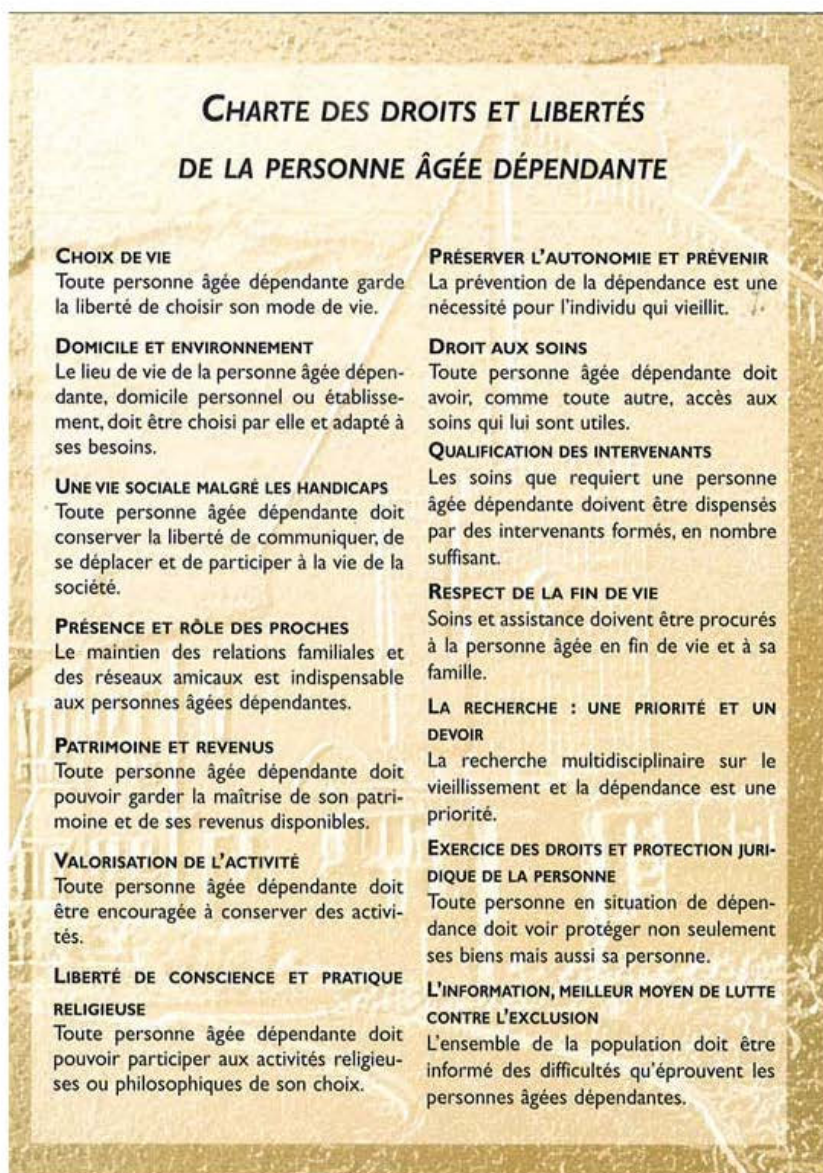 CHARTE DES DROITS ET LIBERTÉS
DE LA PERSONNE ÂGÉE DÉPENDANTE
CHOIX DE VIE
Toute personne âgée dépendante garde
la liberté de choisir son mode de vie.
DOMICILE ET ENVIRONNEMENT
Le lieu de vie de la personne âgée dépen-
dante, domicile personnel ou établisse-
ment, doit être choisi par elle et adapté à
ses besoins.
UNE VIE SOCIALE MALGRÉ LES HANDICAPS
Toute personne âgée dépendante doit
conserver la liberté de communiquer, de
se déplacer et de participer à la vie de la
société.
PRÉSENCE ET RÔLE DES PROCHES
Le maintien des relations familiales et
des réseaux amicaux est indispensable
aux personnes âgées dépendantes.
PATRIMOINE ET REVENUS
Toute personne âgée dépendante doit
pouvoir garder la maîtrise de son patri-
moine et de ses revenus disponibles.
VALORISATION DE L'ACTIVITÉ
Toute personne âgée dépendante doit
être encouragée à conserver des activi-
tés.
LIBERTÉ DE CONSCIENCE ET PRATIQUE
RELIGIEUSE
Toute personne âgée dépendante doit
pouvoir participer aux activités religieu-
ses ou philosophiques de son choix.
PRÉSERVER L'AUTONOMIE ET PRÉVENIR
La prévention de la dépendance est une
nécessité pour l'individu qui vieillit.
DROIT AUX SOINS
Toute personne âgée dépendante doit
avoir, comme toute autre, accès aux
soins qui lui sont utiles.
QUALIFICATION DES INTERVENANTS
Les soins que requiert une personne
âgée dépendante doivent être dispensés
par des intervenants formés, en nombre
suffisant.
RESPECT DE LA FIN DE VIE
Soins et assistance doivent être procurés
à la personne âgée en fin de vie et à sa
famille.
LA RECHERCHE : UNE PRIORITÉ ET UN
DEVOIR
La recherche multidisciplinaire sur le
vieillissement et la dépendance est une
priorité.
EXERCICE DES DROITS ET PROTECTION JURI-
DIQUE DE LA PERSONNE
Toute personne en situation de dépen-
dance doit voir protéger non seulement
ses biens mais aussi sa personne.
L'INFORMATION, MEILLEUR MOYEN DE LUTTE
CONTRE L'EXCLUSION
L'ensemble de la population doit être
informé des difficultés qu'éprouvent les
personnes âgées dépendantes.